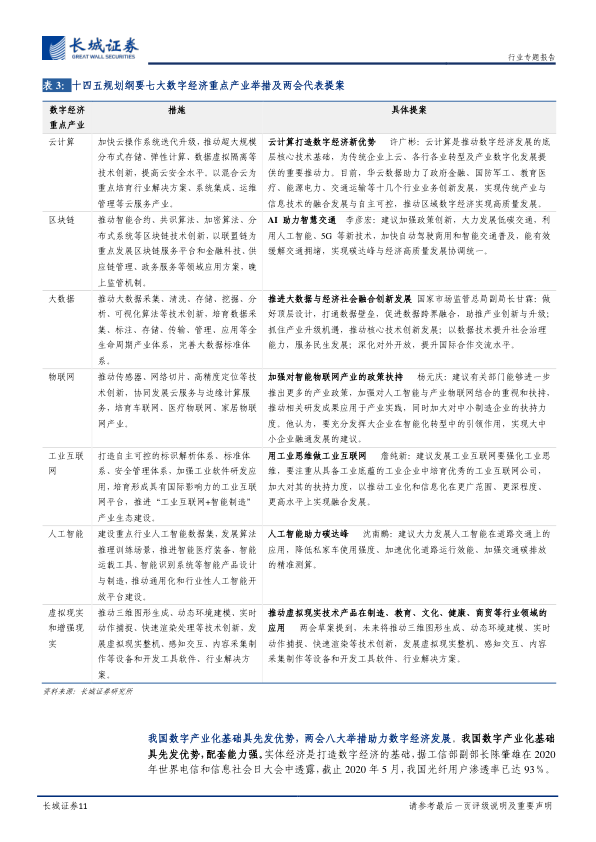 长城证券
GREAT WALL SECURITIES
行业专题报告
表 3: 十四五规划纲要七大数字经济重点产业举措及两会代表提案
数字经济
重点产业
措施
具体提案
云计算
加快云操作系统迭代升级，推动超大规模
分布式存储、弹性计算、数据虚拟隔离等
技术创新，提高云安全水平。以混合云为
重点培育行业解决方案、系统集成、运维
管理等云服务产业。
云计算打造数字经济新优势 许广彬：云计算是推动数字经济发展的底
层核心技术基础，为传统企业上云、各行各业转型及产业数字化发展提
供的重要推动力。目前，华云数据助力了政府金融、国防军工、教育医
疗、能源电力、交通运输等十几个行业业务创新发展，实现传统产业与
信息技术的融合发展与自主可控，推动区域数字经济实现高质量发展。
区块链
推动智能合约、共识算法、加密算法、分
布式系统等区块链技术创新，以联盟链为
重点发展区块链服务平台和金融科技、供
应链管理、政务服务等领域应用方案，晚
上监管机制。
AI 助力智慧交通 李彦宏：建议加强政策创新，大力发展低碳交通，利
用人工智能、5G 等新技术，加快自动驾驶商用和智能交通普及，能有效
缓解交通拥堵，实现碳达峰与经济高质量发展协调统一。
大数据
推动大数据采集、清洗、存储、挖掘、分
析、可视化算法等技术创新，培育数据采
集、标注、存储、传输、管理、应用等全
生命周期产业体系，完善大数据标准体
系。
推进大数据与经济社会融合创新发展 国家市场监管总局副局长甘霖：做
好顶层设计，打通数据壁垒，促进数据跨界融合，助推产业创新与升级；
抓住产业升级机遇，推动核心技术创新发展；以数据技术提升社会治理
能力，服务民生发展；深化对外开放，提升国际合作交流水平。
物联网
推动传感器、网络切片、高精度定位等技
术创新，协同发展云服务与边缘计算服
务，培育车联网、医疗物联网、家居物联
网产业。
加强对智能物联网产业的政策扶持 杨元庆：建议有关部门能够进一步
推出更多的产业政策，加强对人工智能与产业物联网结合的重视和扶持，
推动相关研发成果应用于产业实践，同时加大对中小制造企业的扶持力
度。他认为，要充分发挥大企业在智能化转型中的引领作用，实现大中
小企业融通发展的建议。
工业互联
网
打造自主可控的标识解析体系、标准体
系、安全管理体系，加强工业软件研发应
用，培育形成具有国际影响力的工业互联
网平台，推进“工业互联网+智能制造”
产业生态建设。
用工业思维做工业互联网 詹纯新：建议发展工业互联网要强化工业思
维，要注重从具备工业底蕴的工业企业中培育优秀的工业互联网公司，
加大对其的扶持力度，以推动工业化和信息化在更广范围、更深程度、
更高水平上实现融合发展。
人工智能
建设重点行业人工智能数据集，发展算法
推理训练场景，推进智能医疗装备、智能
运载工具、智能识别系统等智能产品设计
与制造，推动通用化和行业性人工智能开
放平台建设。
人工智能助力碳达峰 沈南鹏：建议大力发展人工智能在道路交通上的
应用，降低私家车使用强度、加速优化道路运行效能、加强交通碳排放
的精准测算。
虚拟现实
和增强现
实
推动三维图形生成、动态环境建模、实时
动作捕捉、快速渲染处理等技术创新，发
展虚拟现实整机、感知交互、内容采集制
作等设备和开发工具软件、行业解决方
案。
推动虚拟现实技术产品在制造、教育、文化、健康、商贸等行业领域的
应用 两会草案提到，未来将推动三维图形生成、动态环境建模、实时
动作捕捉、快速渲染等技术创新，发展虚拟现实整机、感知交互、内容
采集制作等设备和开发工具软件、行业解决方案。
资料来源：长城证券研究所
我国数字产业化基础具先发优势，两会八大举措助力数字经济发展。我国数字产业化基础
具先发优势，配套能力强。实体经济是打造数字经济的基础，据工信部副部长陈肇雄在 2020
年世界电信和信息社会日大会中透露，截止 2020 年 5 月，我国光纤用户渗透率已达 93%。
长城证券11
请参考最后一页评级说明及重要声明